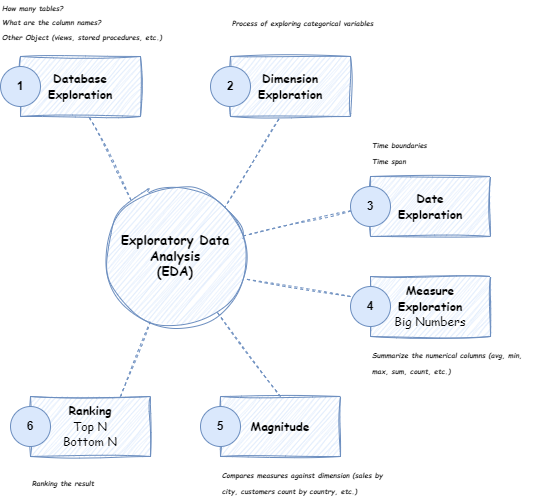 How many tables?
What are the column names?
Other Object (views, stored procedures, etc.)
Process of exploring categorical variables
1
Database
Exploration
2
Dimension
Exploration
Time boundaries
Time span
3
Date
Exploration
Exploratory Data
Analysis
(EDA)
4
Measure
Exploration
Big Numbers
Summarize the numerical columns (avg, min,
max, sum, count, etc.)
6
Ranking
Top N
Bottom N
5
Magnitude
Ranking the result
Compares measures against dimension (sales by
city, customers count by country, etc.)